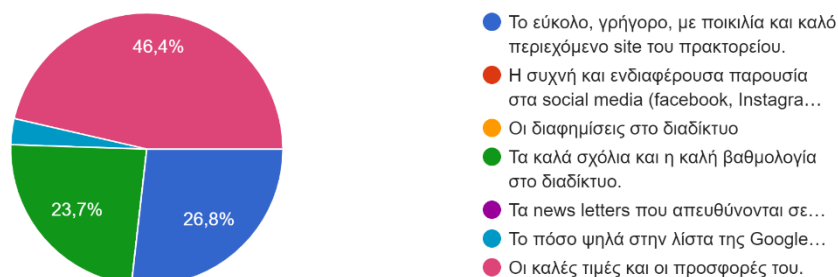 46,4%
23,7%
26,8%
Το εύκολο, γρήγορο, με ποικιλία και καλό
περιεχόμενο site του πρακτορείου.
Η συχνή και ενδιαφέρουσα παρουσία
στα social media (facebook, Instagra…
Οι διαφημίσεις στο διαδίκτυο
Τα καλά σχόλια και η καλή βαθμολογία
στο διαδίκτυο.
Τα news letters που απευθύνονται σε…
Το πόσο ψηλά στην λίστα της Google…
Οι καλές τιμές και οι προσφορές του.